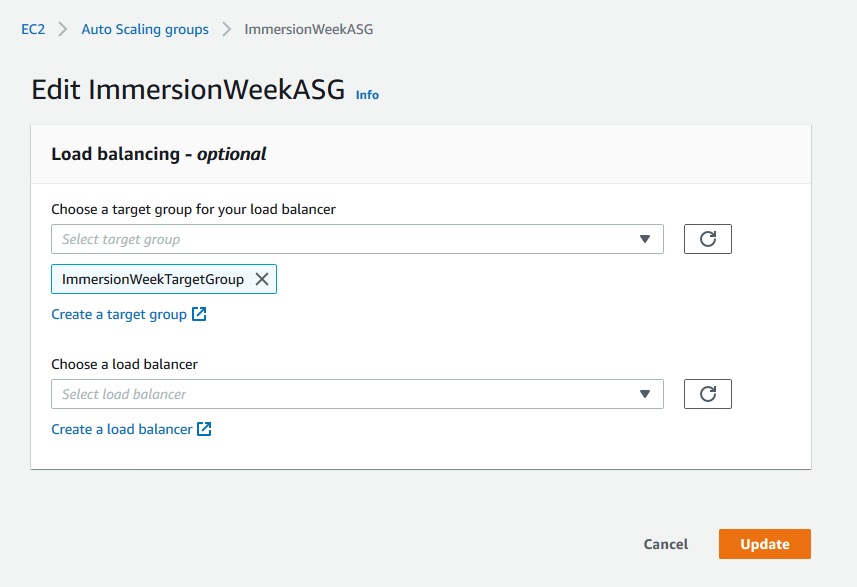 EC2 > Auto Scaling groups > ImmersionWeekASG
Edit ImmersionWeekASG Info
Load balancing - optional
Choose a target group for your load balancer
Select target group
ImmersionWeekTargetGroup
Create a target group
Choose a load balancer
Select load balancer
Create a load balancer
Cancel Update